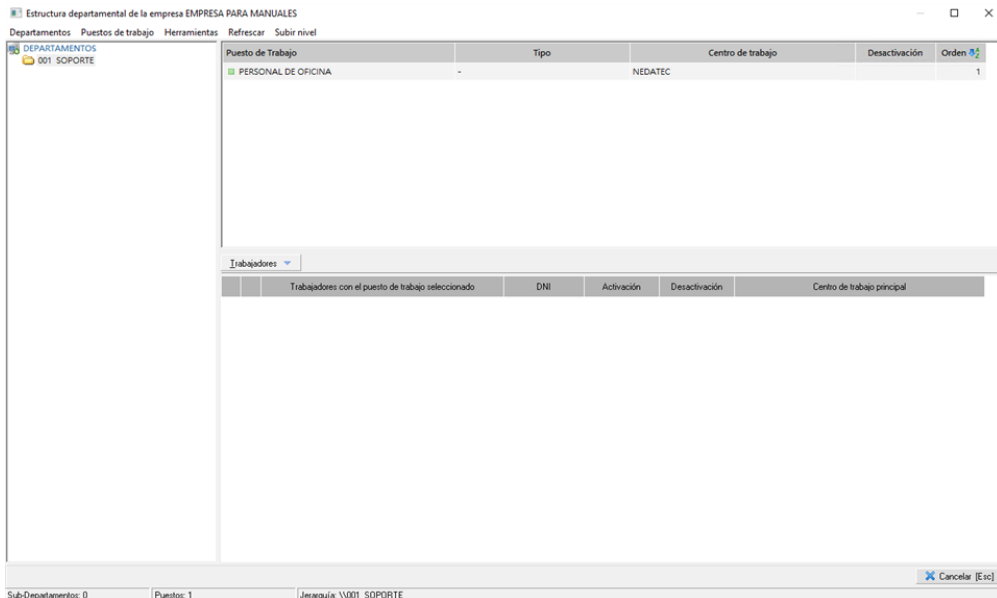 Estructura departamental de la empresa EMPRESA PARA MANUALES
Departamentos Puestos de trabajo Herramientas Refrescar Subir nivel
DEPARTAMENTOS
001 SOPORTE
Puesto de Trabajo Tipo Centro de trabajo Desactivación Orden
PERSONAL DE OFICINA - NEDATEC 1
Trabajadores
Trabajadores con el puesto de trabajo seleccionado DNI Activación Desactivación Centro de trabajo principal
Cancelar [Esc]
Sub-Departamentos: 0 Puestos: 1 Jerarquía: \\001 SOPORTE